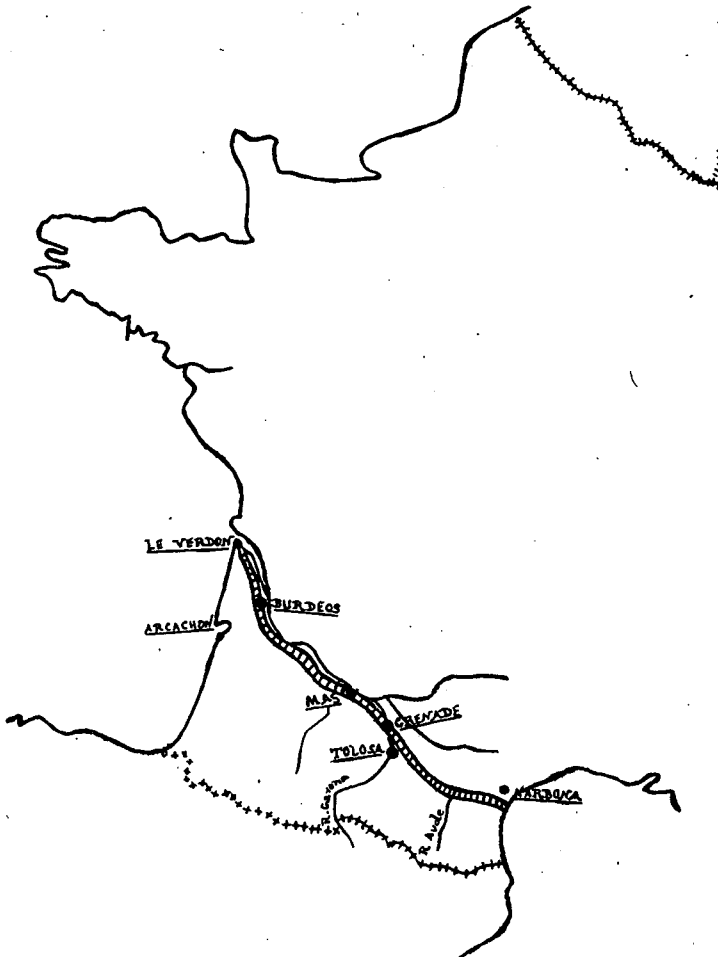 LE VERDON
BURDEOS
ARCACHON
MAS
GRENADE
TOLOSA
R. Garona
R. Aude
NARBONA